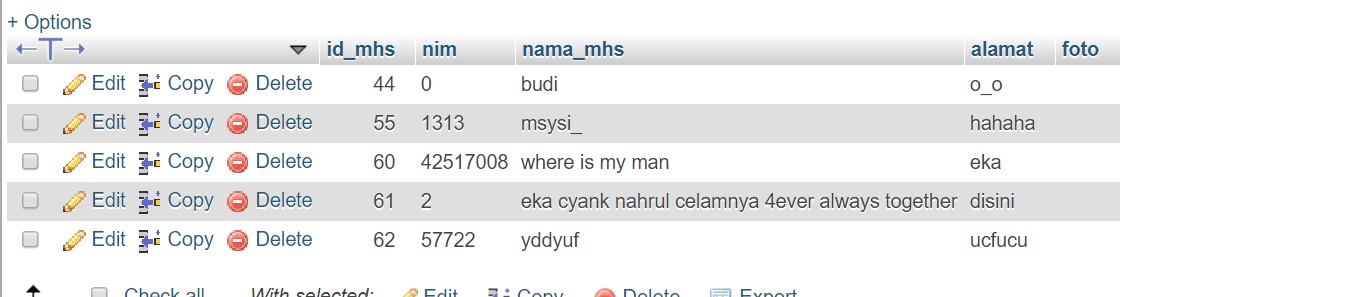 + Options
←T→ id_mhs nim nama_mhs alamat foto
Edit Copy Delete 44 0 budi o_o
Edit Copy Delete 55 1313 msysi_ hahaha
Edit Copy Delete 60 42517008 where is my man eka
Edit Copy Delete 61 2 eka cyank nahrul celamnya 4ever always together disini
Edit Copy Delete 62 57722 yddyuf ucfucu
Check all With selected: Edit Copy Delete Export